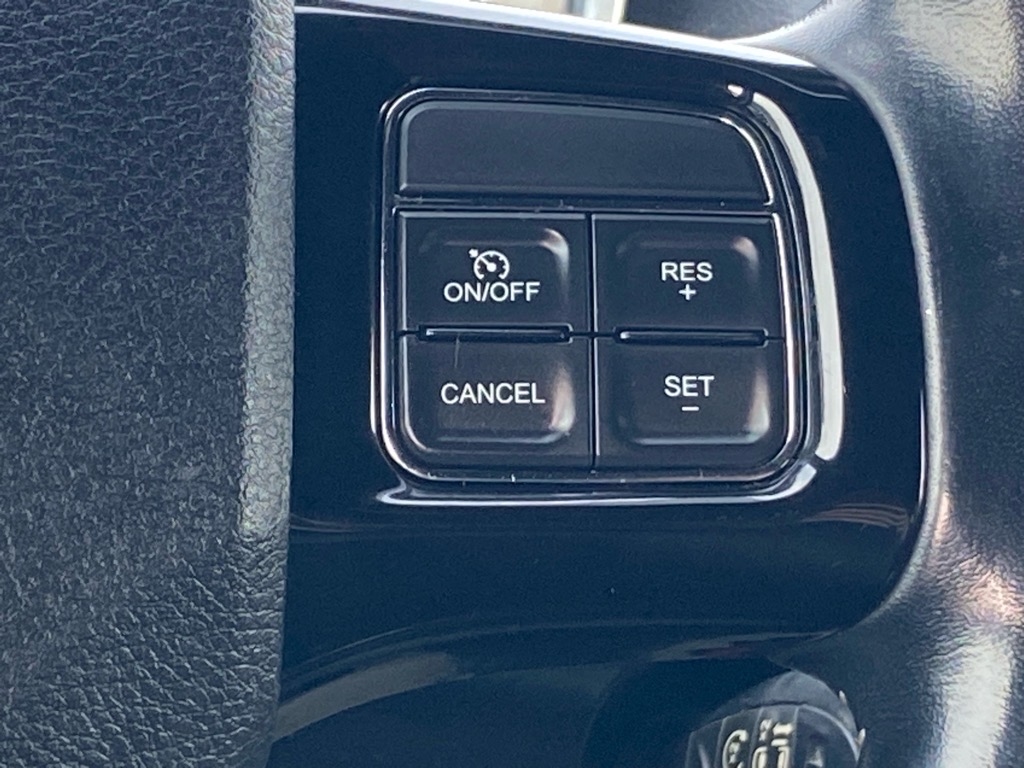 ON/OFF
RES
+
CANCEL
SET
–